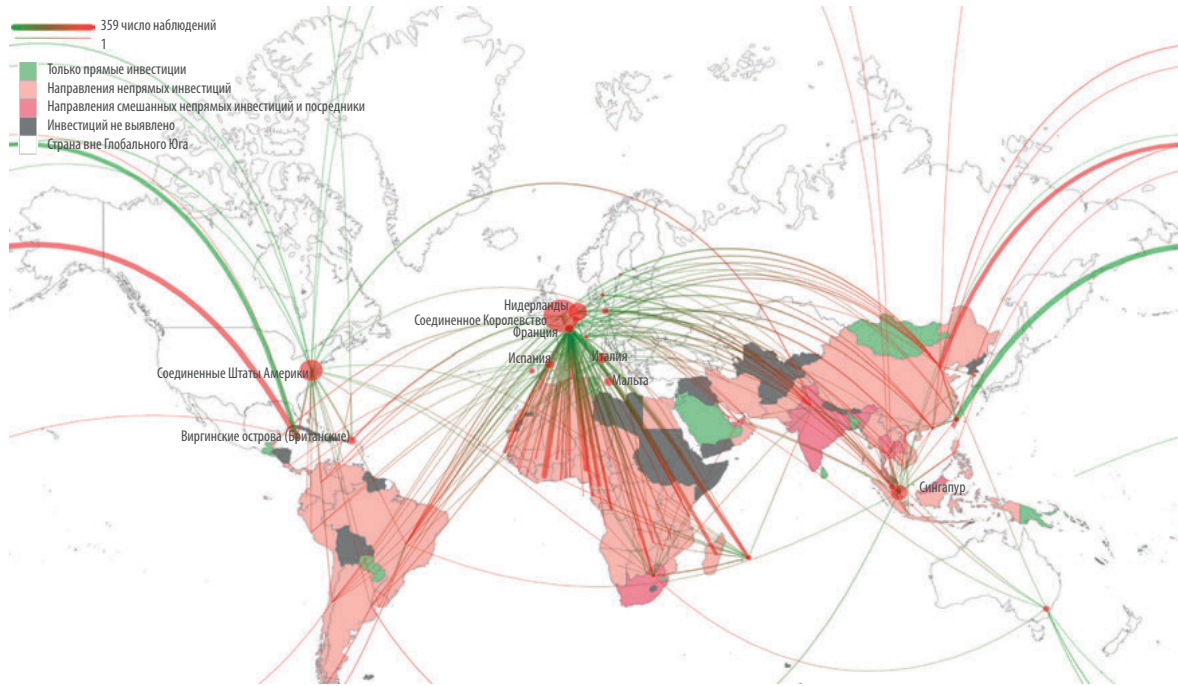 359 число наблюдений
1
Только прямые инвестиции
Направления непрямых инвестиций
Направления смешанных непрямых инвестиций и посредники
Инвестиций не выявлено
Страна вне Глобального Юга
Нидерланды
Соединенное Королевство
Франция
Испания
Италия
Соединенные Штаты Америки
Мальта
Виргинские острова (Британские)
Сингапур